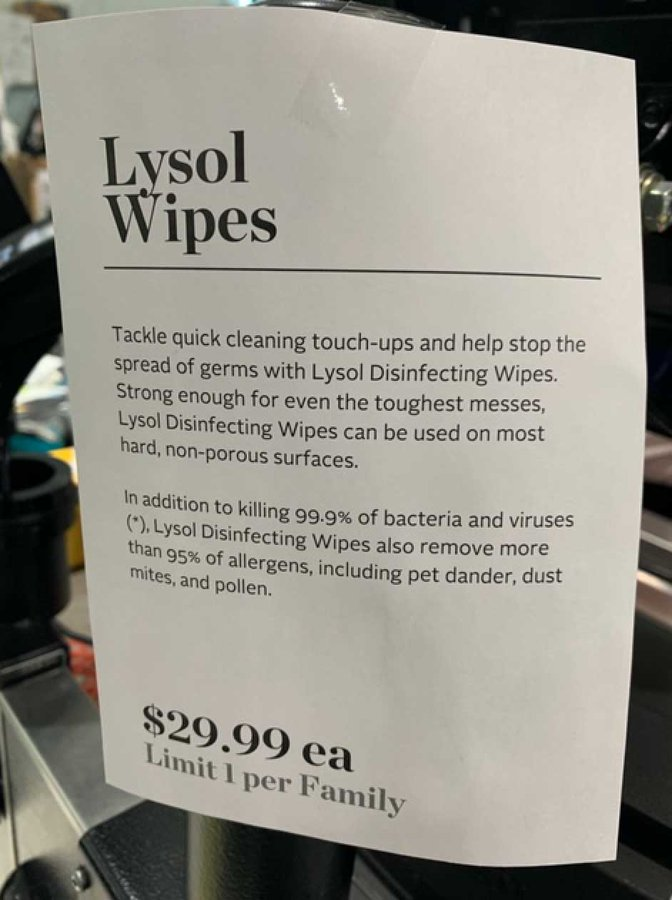 Lysol
Wipes
Tackle quick cleaning touch-ups and help stop the
spread of germs with Lysol Disinfecting Wipes.
Strong enough for even the toughest messes,
Lysol Disinfecting Wipes can be used on most
hard, non-porous surfaces.
In addition to killing 99.9% of bacteria and viruses
(*), Lysol Disinfecting Wipes also remove more
than 95% of allergens, including pet dander, dust
mites, and pollen.
$29.99 ea
Limit 1 per Family